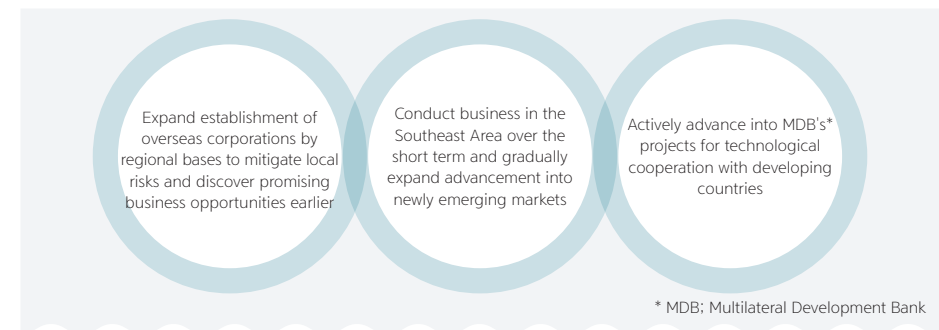 Expand establishment of
overseas corporations by
regional bases to mitigate local
risks and discover promising
business opportunities earlier
Conduct business in the
Southeast Area over the
short term and gradually
expand advancement into
newly emerging markets
Actively advance into MDB's*
projects for technological
cooperation with developing
countries
* MDB; Multilateral Development Bank